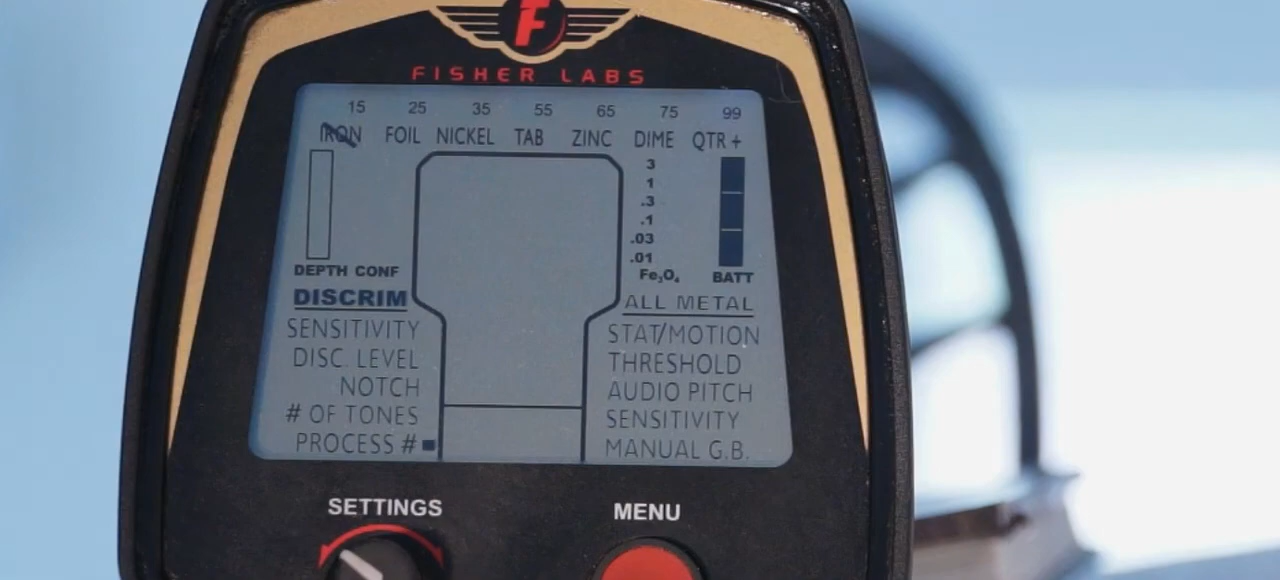 F
FISHER LABS
15 25 35 55 65 75 99
IRON FOIL NICKEL TAB ZINC DIME QTR +
3
1
.3
.1
.03
.01
DEPTH CONF
Fe₃O₄
BATT
DISCRIM
SENSITIVITY
DISC. LEVEL
NOTCH
# OF TONES
PROCESS #
ALL METAL
STAT/MOTION
THRESHOLD
AUDIO PITCH
SENSITIVITY
MANUAL G.B.
SETTINGS
MENU